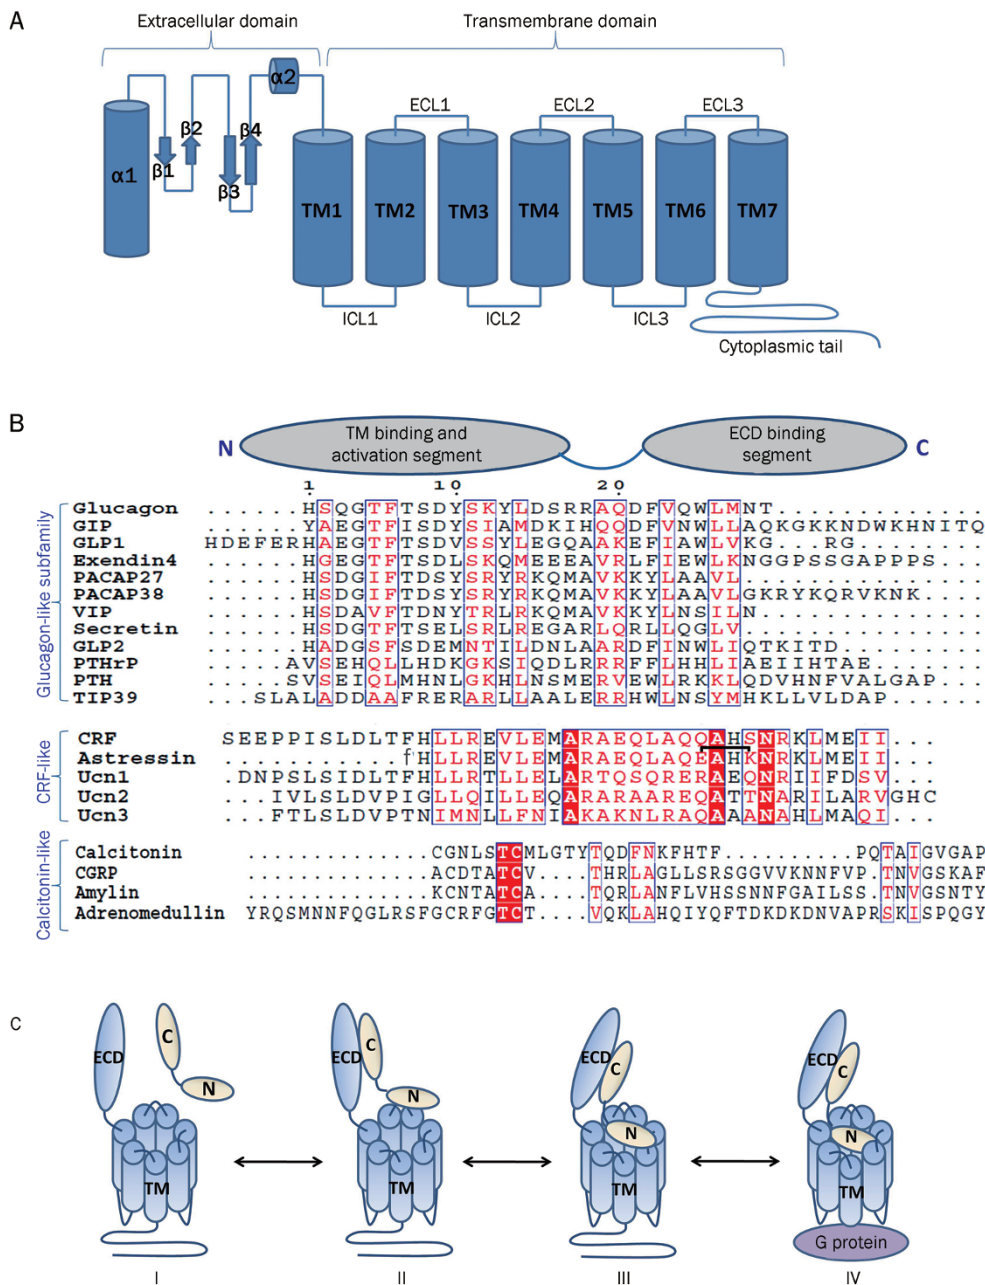 A
Extracellular domain
Transmembrane domain
α2
ECL1 ECL2 ECL3
β2 β4
α1 β1 β3
TM1 TM2 TM3 TM4 TM5 TM6 TM7
ICL1 ICL2 ICL3
Cytoplasmic tail
B
N TM binding and activation segment ECD binding segment C
1 10 20
Glucagon-like subfamily
Glucagon ......HSQGTFTSDYSKYLDSRRAQDFVQWLMNT.............
GIP ......YAEGTFISDYSIAMDKIHQQDFVNWLLAQKGKKNDWKHNITQ
GLP1 HDEFERHAEGTFTSDVSSYLEGQAAKEFIAWLVKG...RG........
Exendin4 ......HGEGTFTSDLSKQMEEEAVRLFIEWLKNGGPSSGAPPPS...
PACAP27 ......HSDGIFTDSYSRYRKQMAVKKYLAAVL...............
PACAP38 ......HSDGIFTDSYSRYRKQMAVKKYLAAVLGKRYKQRVKNK....
VIP ......HSDAVFTDNYTRLRKQMAVKKYLNSILN..............
Secretin ......HSDGTFTSELSRLREGARLQRLLQGLV...............
GLP2 ......HADGSFSDEMNTILDNLAARDFINWLIQTKITD.........
PTHrP .....AVSEHQLLHDKGKSIQDLRRRFFLHHLIAEIIHTAE.......
PTH .....SVSEIQLMHNLGKHLNSMERVEWLRKKLQDVHNFVALGAP...
TIP39 ...SLALADDAAFRERARLLAALERRHWLNSYMHKLLVLDAP......
CRF-like
CRF SEEPPISLDLTFHLLREVLEMARAEQLAQQAHSNRKLMEII...
Astressin fHLLREVLEMARAEQLAQEAHKNRKLMEII...
Ucn1 .DNPSLSIDLTFHLLRTLLELARTQSQRERAEQNRIIFDSV...
Ucn2 ...IVLSLDVPIGLLQILLEQARARAAREQATTNARILARVGHC
Ucn3 ...FTLSLDVPTNIMNLLFNIAKAKNLRAQAAANAHLMAQI...
Calcitonin-like
Calcitonin ...........CGNLSTCMLGTYTQDFNKFHTF..........PQTAIGVGAP
CGRP ...........ACDTATCV....THRLAGLLSRSGGVVKNNFVP.TNVGSKAF
Amylin ...........KCNTATCA....TQRLANFLVHSSNNFGAILSS.TNVGSNTY
Adrenomedullin YRQSMNNFQGLRSFGCRFGTCT....VQKLAHQIYQFTDKDKDNVAPRSKISPQGY
C
ECD C N TM
ECD C N TM
ECD C N TM
ECD C N TM
G protein
I II III IV